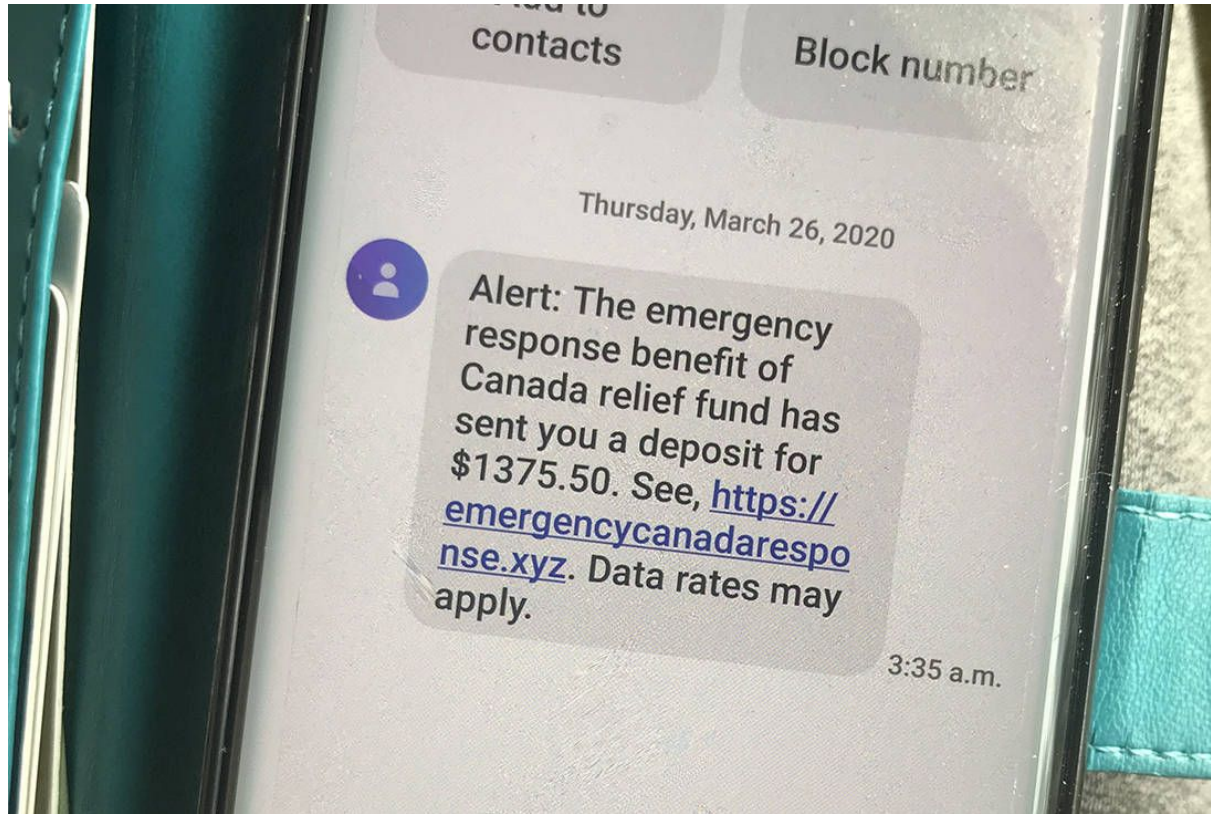 contacts
Block number
Thursday, March 26, 2020
Alert: The emergency
response benefit of
Canada relief fund has
sent you a deposit for
$1375.50. See, https://
emergencycanadarespo
nse.xyz. Data rates may
apply.
3:35 a.m.